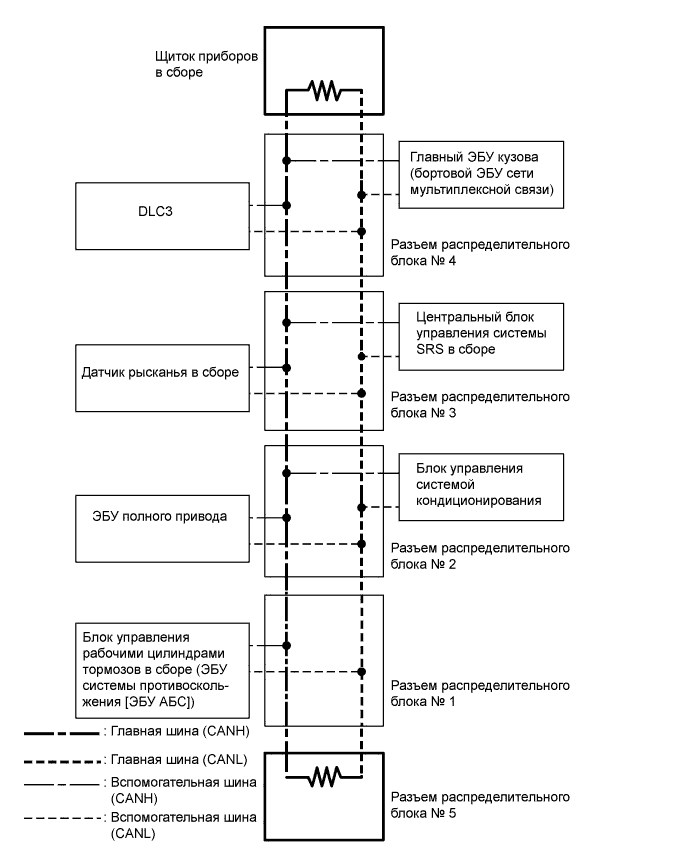 Щиток приборов
в сборе
Главный ЭБУ кузова
(бортовой ЭБУ сети
мультиплексной связи)
DLC3
Разъем распределительного
блока № 4
Центральный блок
управления системы
SRS в сборе
Датчик рысканья в сборе
Разъем распределительного
блока № 3
Блок управления
системой
кондиционирования
ЭБУ полного привода
Разъем распределительного
блока № 2
Блок управления
рабочими цилиндрами
тормозов в сборе (ЭБУ
системы противосколь-
жения [ЭБУ АБС])
Разъем распределительного
блока № 1
: Главная шина (CANH)
: Главная шина (CANL)
: Вспомогательная шина
(CANH)
: Вспомогательная шина
(CANL)
Разъем распределительного
блока № 5